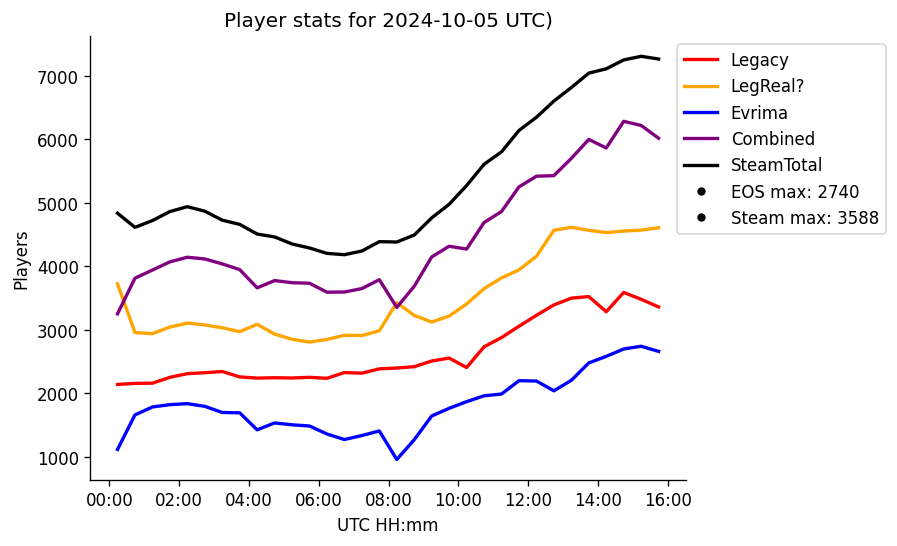 Player stats for 2024-10-05 UTC)
Players
7000
6000
5000
4000
3000
2000
1000
00:00 02:00 04:00 06:00 08:00 10:00 12:00 14:00 16:00
UTC HH:mm
Legacy
LegReal?
Evrima
Combined
SteamTotal
EOS max: 2740
Steam max: 3588